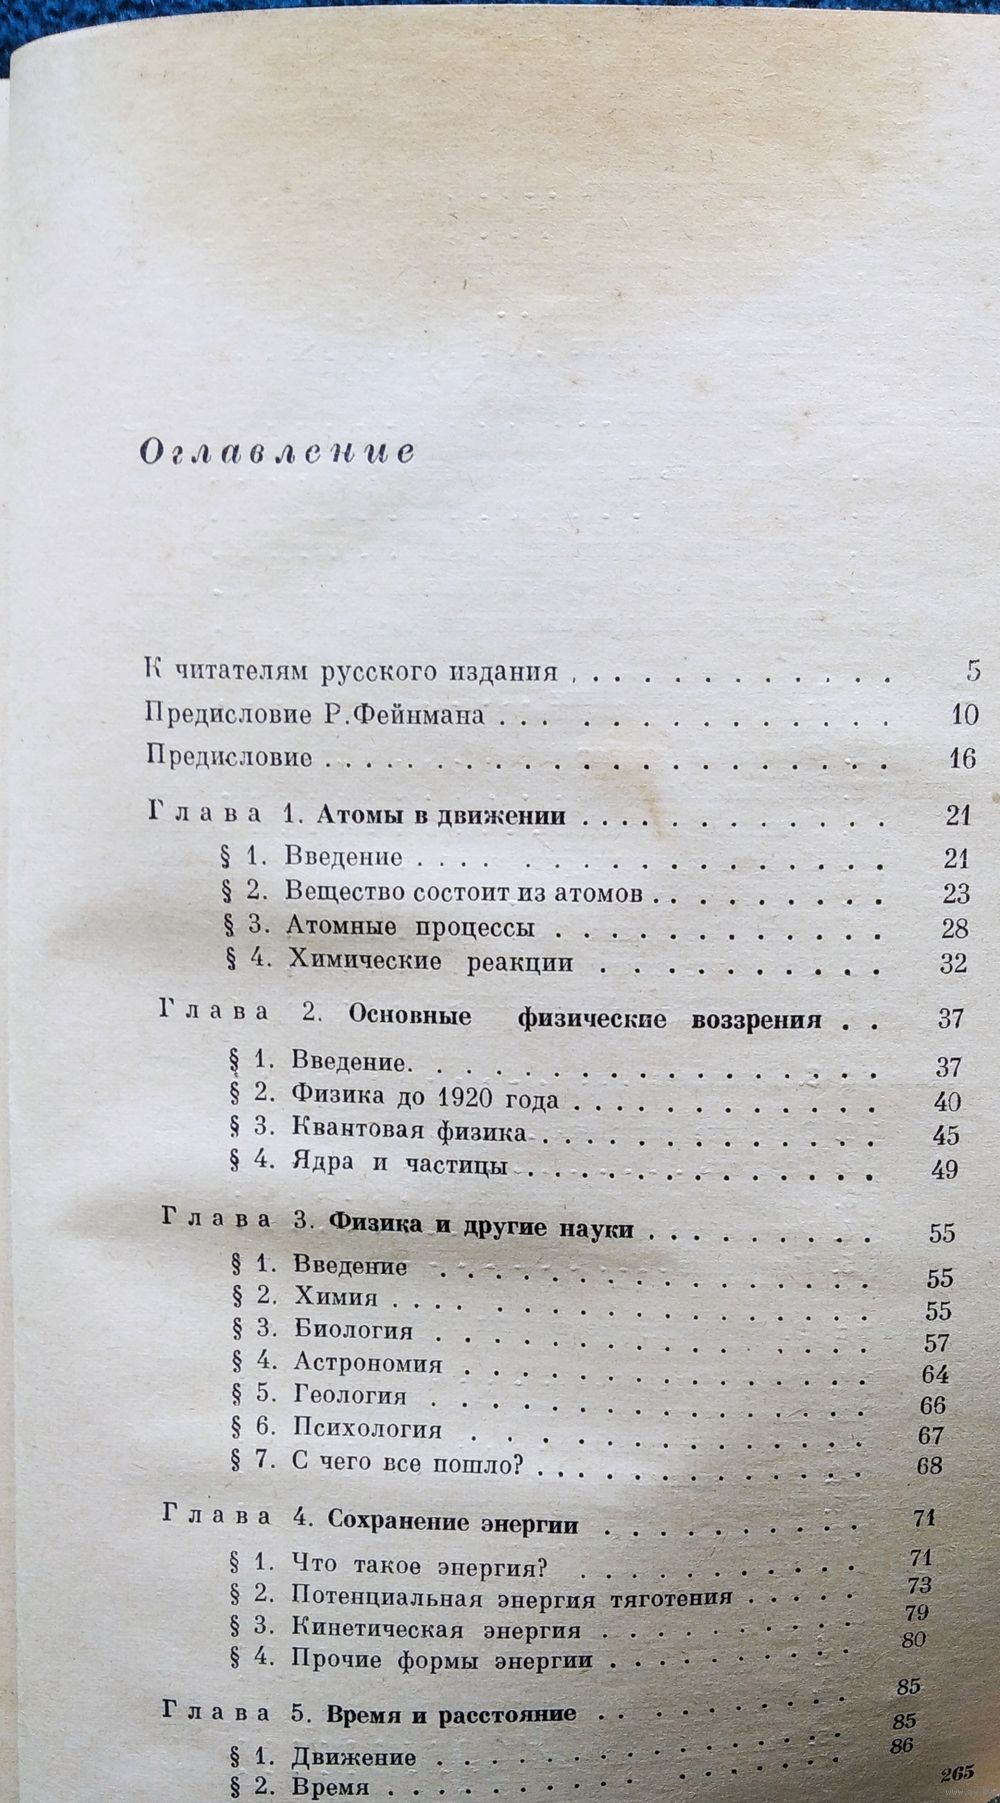 Оглавление
К читателям русского издания . . . . . . . . . . . . 5
Предисловие Р.Фейнмана . . . . . . . . . . . . . . 10
Предисловие . . . . . . . . . . . . . . . . . . . . 16
Глава 1. Атомы в движении . . . . . . . . . . . . 21
§ 1. Введение . . . . . . . . . . . . . . . . . 21
§ 2. Вещество состоит из атомов . . . . . . . . . 23
§ 3. Атомные процессы . . . . . . . . . . . . 28
§ 4. Химические реакции . . . . . . . . . . 32
Глава 2. Основные физические воззрения . . 37
§ 1. Введение. . . . . . . . . . . . . . . . . 37
§ 2. Физика до 1920 года . . . . . . . . . . . 40
§ 3. Квантовая физика . . . . . . . . . . . . 45
§ 4. Ядра и частицы . . . . . . . . . . . . . 49
Глава 3. Физика и другие науки . . . . . . . . . 55
§ 1. Введение . . . . . . . . . . . . . . . 55
§ 2. Химия . . . . . . . . . . . . . . . . . 55
§ 3. Биология . . . . . . . . . . . . . . . 57
§ 4. Астрономия . . . . . . . . . . . . . . 64
§ 5. Геология . . . . . . . . . . . . . . . 66
§ 6. Психология . . . . . . . . . . . . . 67
§ 7. С чего все пошло? . . . . . . . . . . . . 68
Глава 4. Сохранение энергии . . . . . . . . . . 71
§ 1. Что такое энергия? . . . . . . . . . . 71
§ 2. Потенциальная энергия тяготения . . . . . 73
§ 3. Кинетическая энергия . . . . . . . . . . 79
§ 4. Прочие формы энергии . . . . . . . . . . 80
Глава 5. Время и расстояние . . . . . . . . . . 85
§ 1. Движение . . . . . . . . . . . . . . . 85
§ 2. Время . . . . . . . . . . . . . . . . 86
265